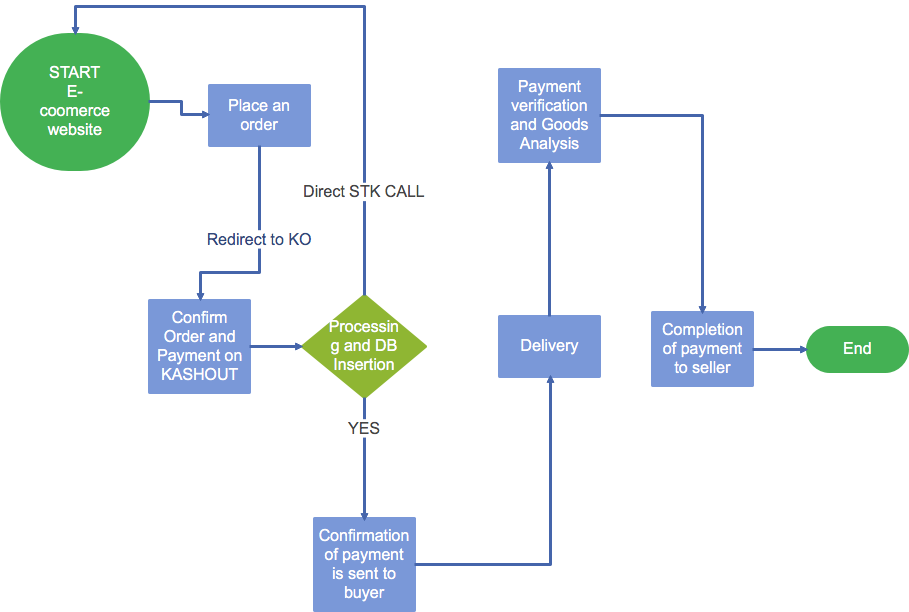 START
E-
coomerce
website
Place an
order
Direct STK CALL
Redirect to KO
Confirm
Order and
Payment on
KASHOUT
Processin
g and DB
Insertion
YES
Confirmation
of payment
is sent to
buyer
Delivery
Payment
verification
and Goods
Analysis
Completion
of payment
to seller
End